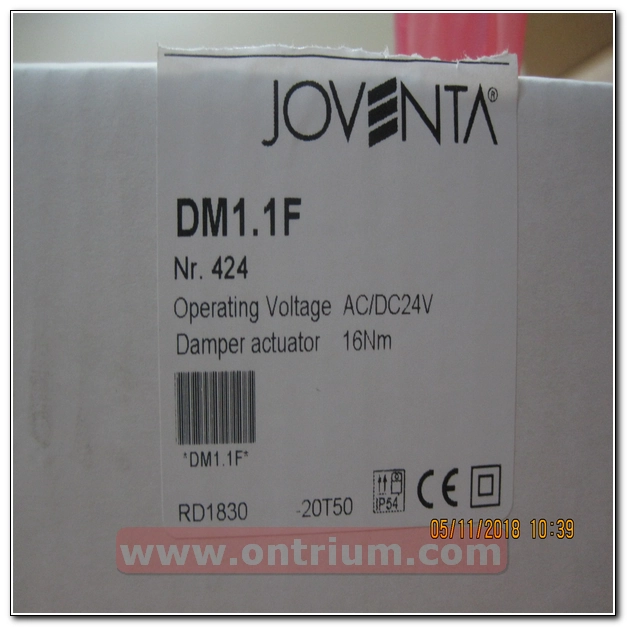 JOVENTA®
DM1.1F
Nr. 424
Operating Voltage AC/DC24V
Damper actuator 16Nm
*DM1.1F*
RD1830 -20T50 IP54 CE
05/11/2018 10:39
www.ontrium.com